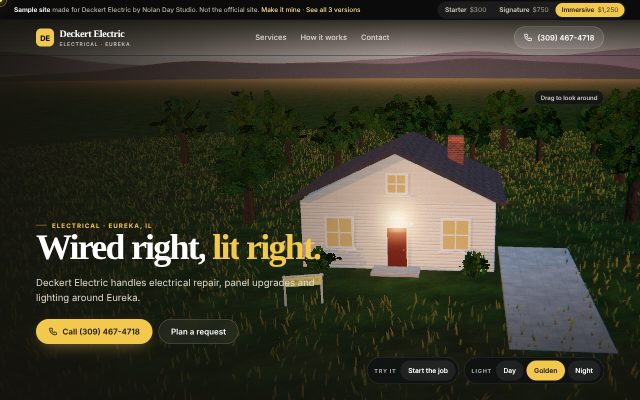 Sample site made for Deckert Electric by Nolan Day Studio. Not the official site. Make it mine · See all 3 versions
Starter $300 Signature $750 Immersive $1,250
DE Deckert Electric
ELECTRICAL · EUREKA
Services How it works Contact
(309) 467-4718
Drag to look around
ELECTRICAL · EUREKA, IL
Wired right, lit right.
Deckert Electric handles electrical repair, panel upgrades and
lighting around Eureka.
Call (309) 467-4718 Plan a request
TRY IT Start the job LIGHT Day Golden Night